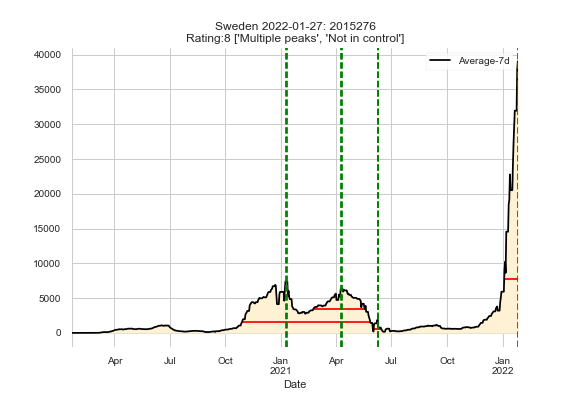 Sweden 2022-01-27: 2015276
Rating:8 ['Multiple peaks', 'Not in control']
Average-7d
40000
35000
30000
25000
20000
15000
10000
5000
0
Apr Jul Oct Jan Apr Jul Oct Jan
2021 2022
Date